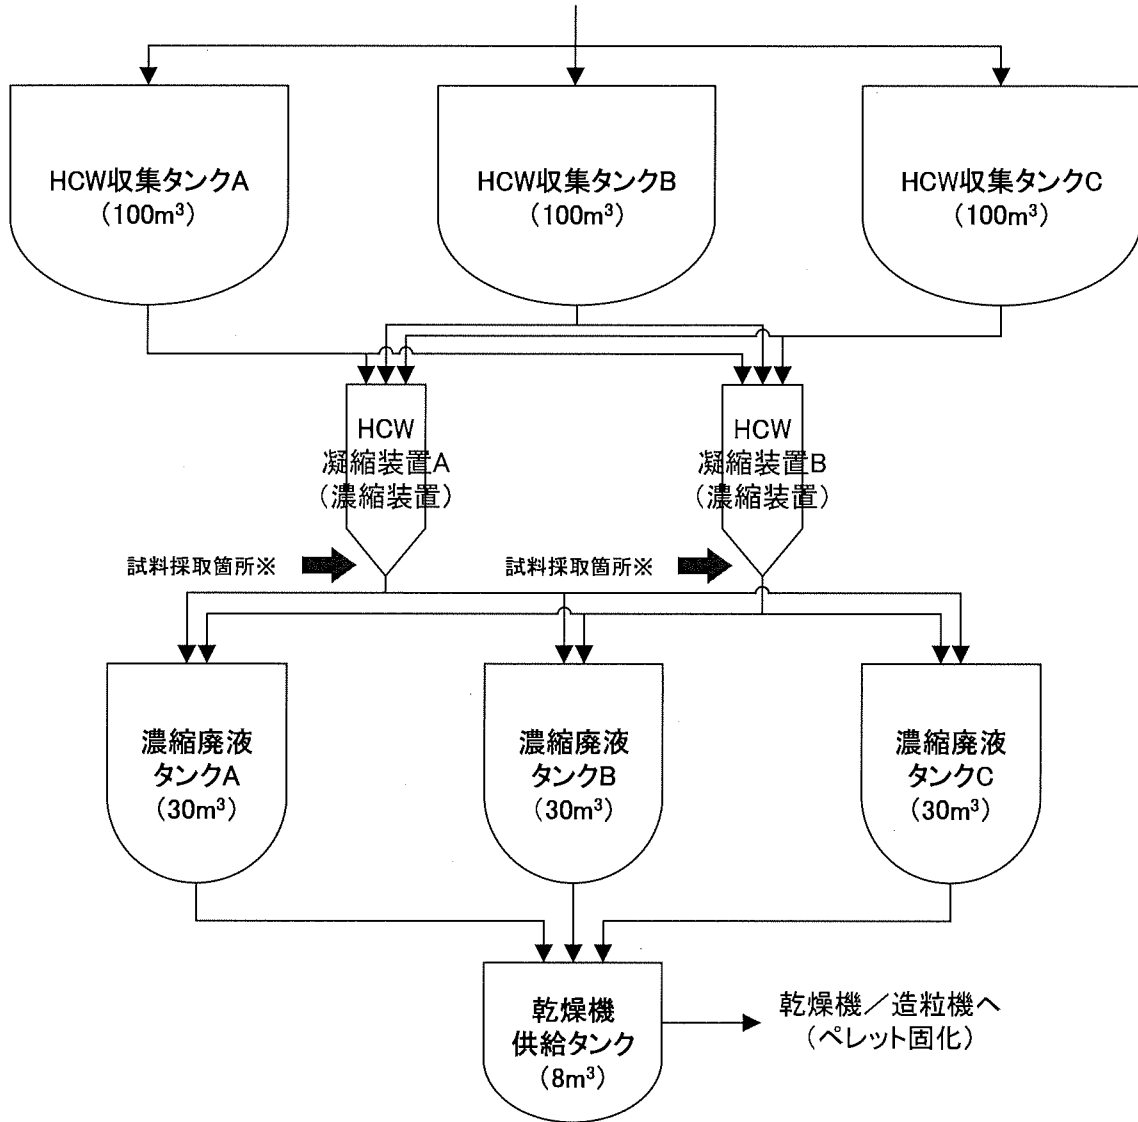 HCW収集タンクA
（100m³）
HCW収集タンクB
（100m³）
HCW収集タンクC
（100m³）
HCW
凝縮装置A
（濃縮装置）
HCW
凝縮装置B
（濃縮装置）
試料採取箇所※
試料採取箇所※
濃縮廃液
タンクA
（30m³）
濃縮廃液
タンクB
（30m³）
濃縮廃液
タンクC
（30m³）
乾燥機
供給タンク
（8m³）
乾燥機／造粒機へ
（ペレット固化）